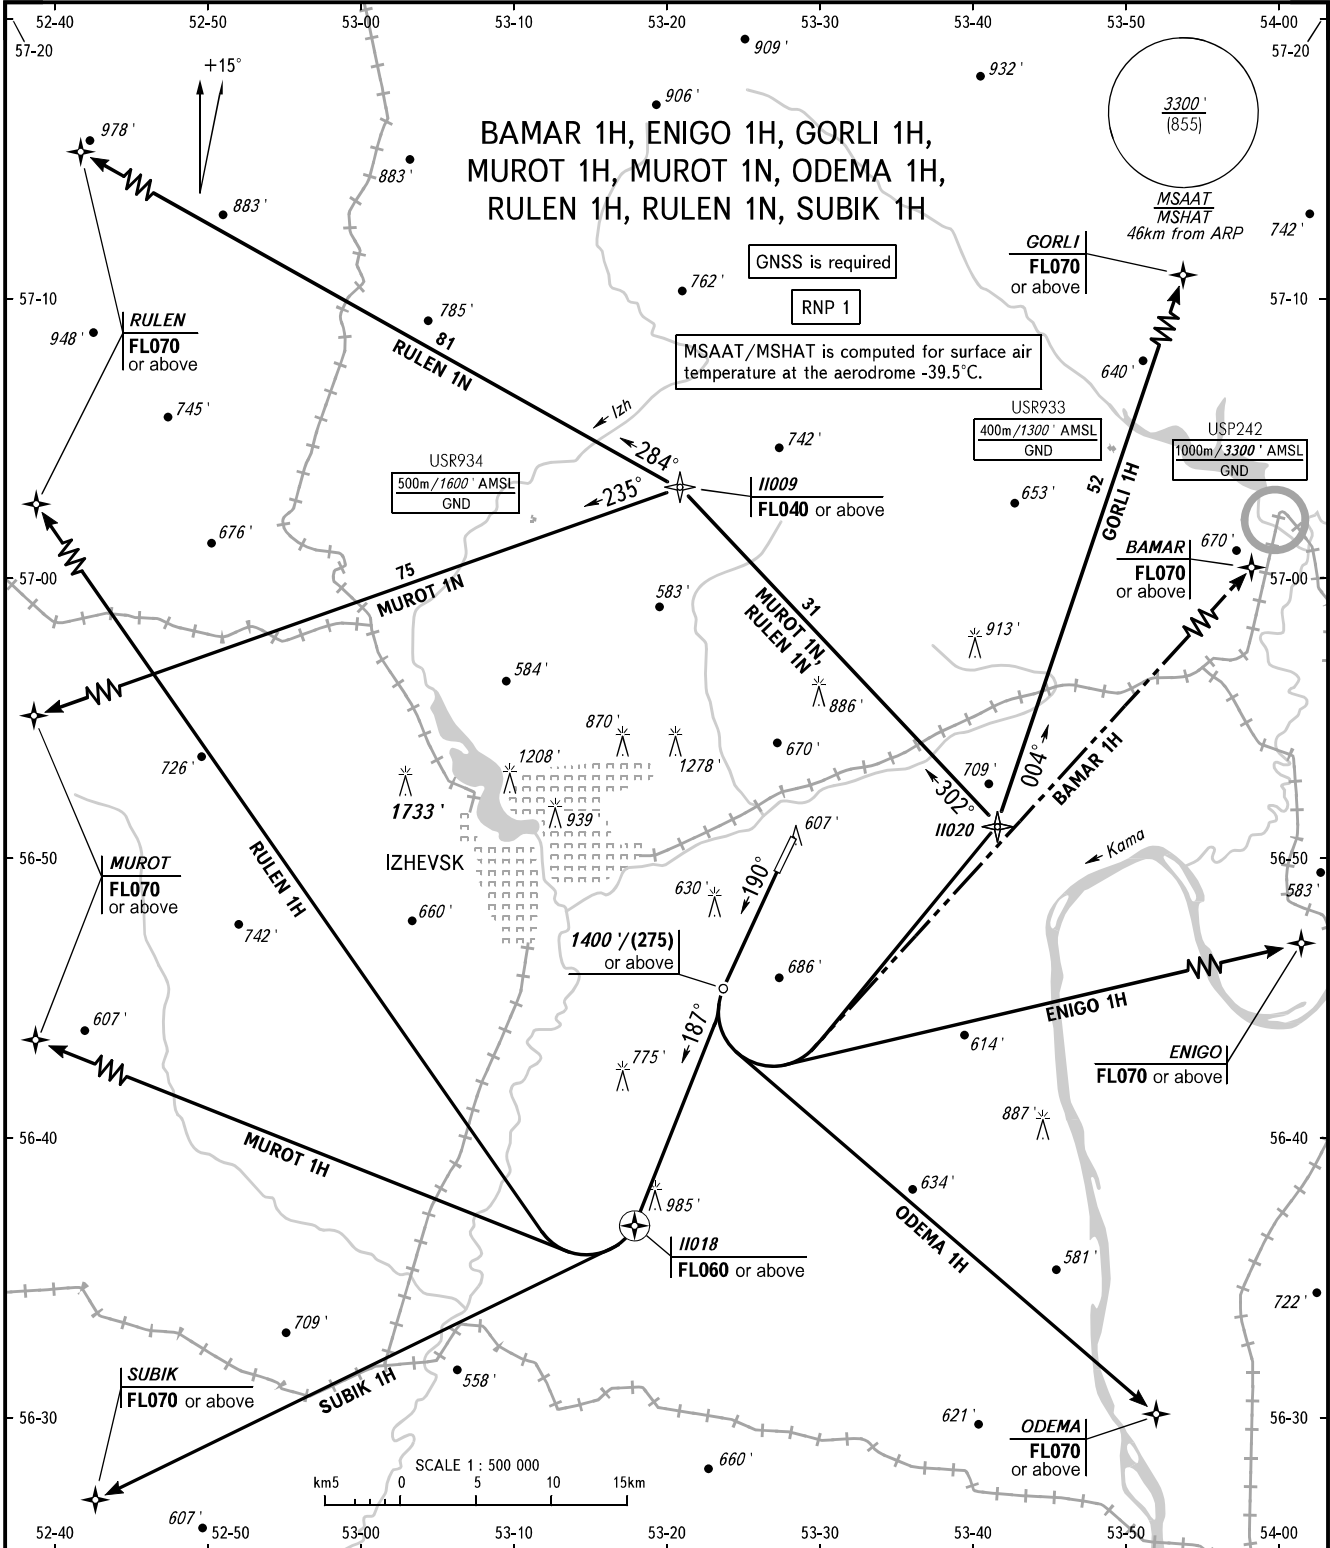 52-40
52-50
53-00
53-10
53-20
53-30
53-40
53-50
54-00
57-20
57-20
+15°
909'
932'
906'
978'
883'
883'
BAMAR 1H, ENIGO 1H, GORLI 1H,
MUROT 1H, MUROT 1N, ODEMA 1H,
RULEN 1H, RULEN 1N, SUBIK 1H
3300'
(855)
MSAAT
MSHAT
46km from ARP
742'
GNSS is required
RNP 1
MSAAT/MSHAT is computed for surface air
temperature at the aerodrome -39.5°C.
GORLI
FL070
or above
57-10
57-10
762'
785'
948'
RULEN
FL070
or above
81
RULEN 1N
745'
640'
Izh
284°
235°
742'
USR933
400m/1300' AMSL
GND
USP242
1000m/3300' AMSL
GND
USR934
500m/1600' AMSL
GND
II009
FL040 or above
653'
52
GORLI 1H
676'
670'
BAMAR
FL070
or above
57-00
57-00
75
MUROT 1N
583'
31
MUROT 1N,
RULEN 1N
913'
584'
886'
870'
1278'
670'
726'
1208'
1733'
939'
709'
302°
004°
BAMAR 1H
II020
607'
Kama
56-50
56-50
IZHEVSK
RULEN 1H
MUROT
FL070
or above
190°
630'
583'
660'
742'
1400'/(275)
or above
686'
187°
ENIGO 1H
607'
614'
775'
ENIGO
FL070 or above
887'
56-40
56-40
MUROT 1H
634'
985'
ODEMA 1H
II018
FL060 or above
581'
722'
709'
SUBIK
FL070 or above
558'
SUBIK 1H
56-30
56-30
621'
ODEMA
FL070
or above
660'
SCALE 1 : 500 000
km5
0
5
10
15km
607'
52-40
52-50
53-00
53-10
53-20
53-30
53-40
53-50
54-00